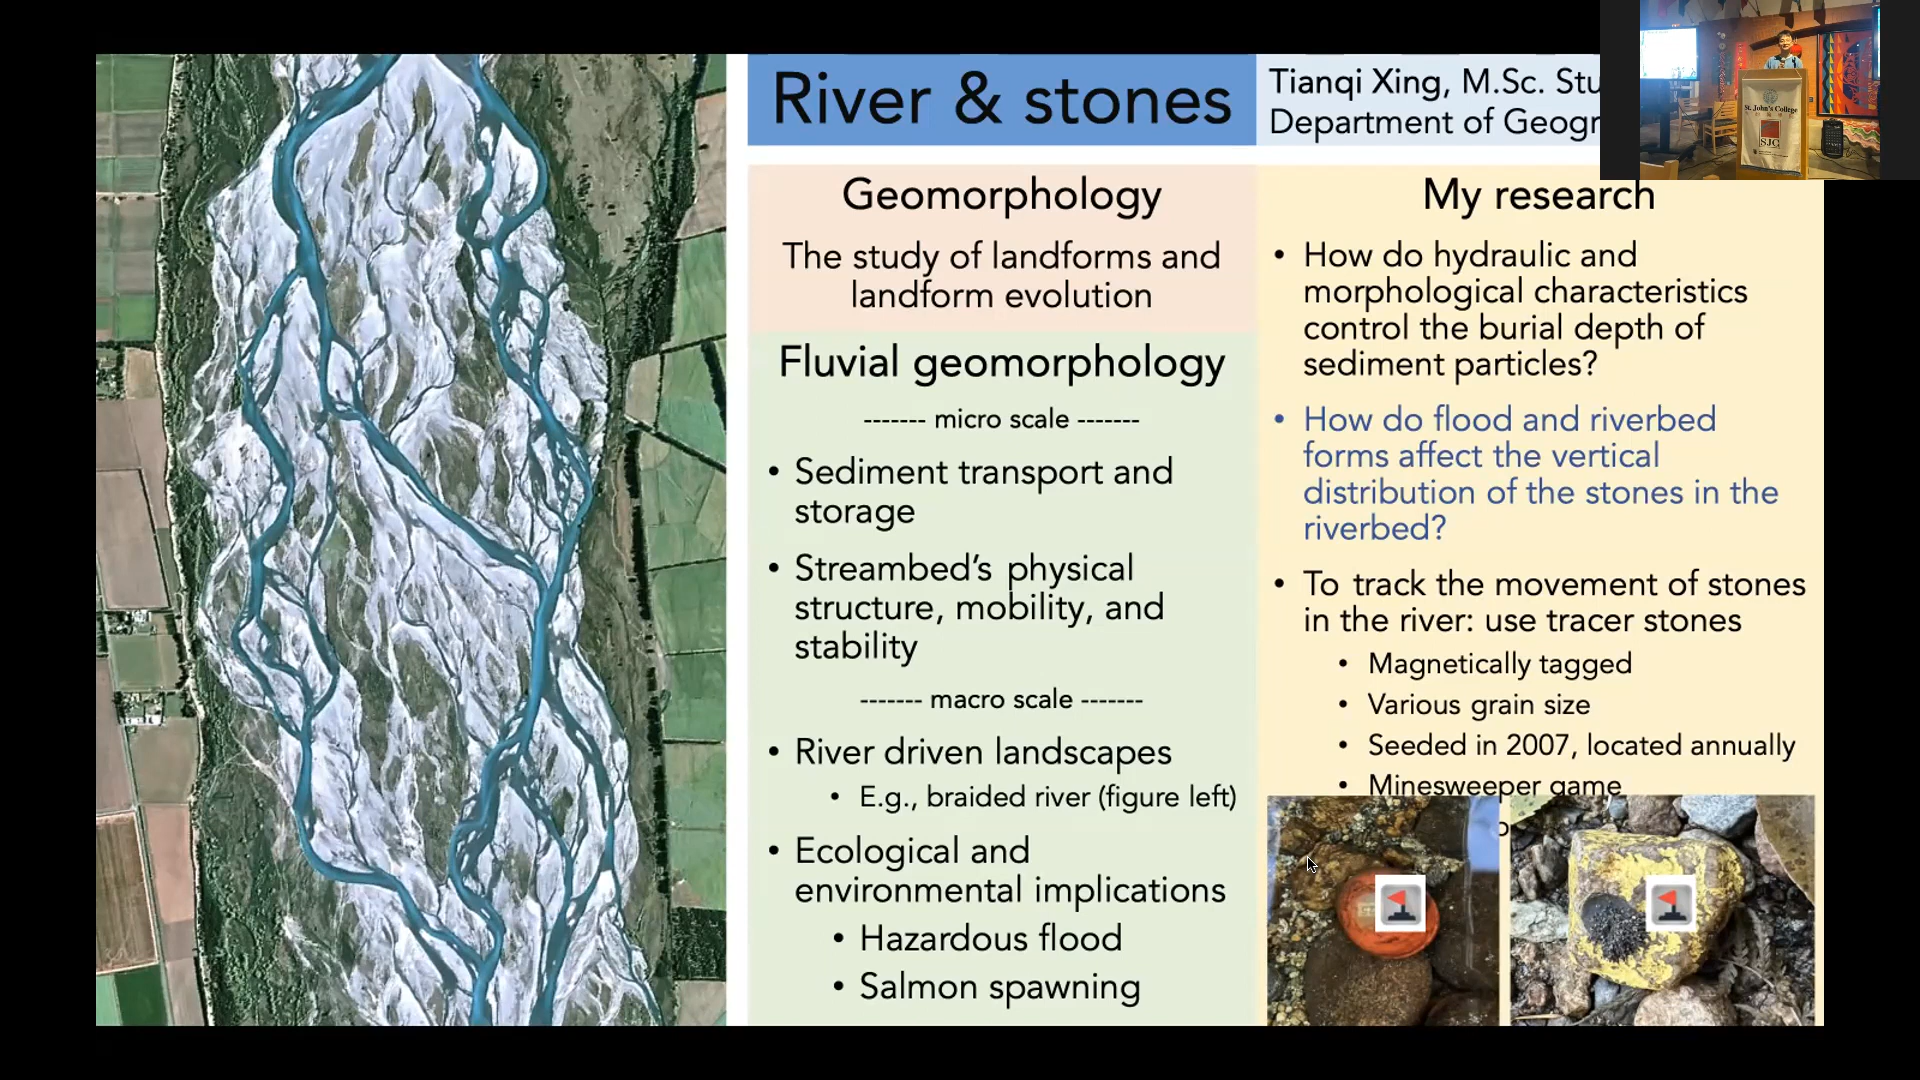 River & stones
Tianqi Xing, M.Sc. Stu
Department of Geogr
St. John's College
SJC
Geomorphology
The study of landforms and
landform evolution
Fluvial geomorphology
------- micro scale -------
• Sediment transport and
storage
• Streambed’s physical
structure, mobility, and
stability
------- macro scale -------
• River driven landscapes
• E.g., braided river (figure left)
• Ecological and
environmental implications
• Hazardous flood
• Salmon spawning
My research
• How do hydraulic and
morphological characteristics
control the burial depth of
sediment particles?
• How do flood and riverbed
forms affect the vertical
distribution of the stones in the
riverbed?
• To track the movement of stones
in the river: use tracer stones
• Magnetically tagged
• Various grain size
• Seeded in 2007, located annually
• Minesweeper game